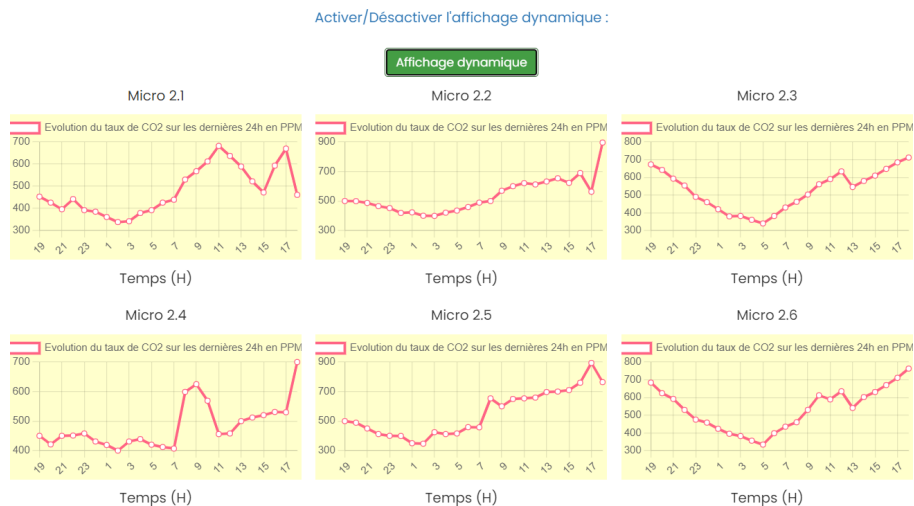 Activer/Désactiver l'affichage dynamique :
Affichage dynamique
Micro 2.1
Evolution du taux de CO2 sur les dernières 24h en PPM
700
600
500
400
300
19 21 23 1 3 5 7 9 11 13 15 17
Temps (H)
Micro 2.2
Evolution du taux de CO2 sur les dernières 24h en PPM
900
700
500
300
19 21 23 1 3 5 7 9 11 13 15 17
Temps (H)
Micro 2.3
Evolution du taux de CO2 sur les dernières 24h en PPM
800
700
600
500
400
300
19 21 23 1 3 5 7 9 11 13 15 17
Temps (H)
Micro 2.4
Evolution du taux de CO2 sur les dernières 24h en PPM
700
600
500
400
19 21 23 1 3 5 7 9 11 13 15 17
Temps (H)
Micro 2.5
Evolution du taux de CO2 sur les dernières 24h en PPM
900
700
500
300
19 21 23 1 3 5 7 9 11 13 15 17
Temps (H)
Micro 2.6
Evolution du taux de CO2 sur les dernières 24h en PPM
800
700
600
500
400
300
19 21 23 1 3 5 7 9 11 13 15 17
Temps (H)